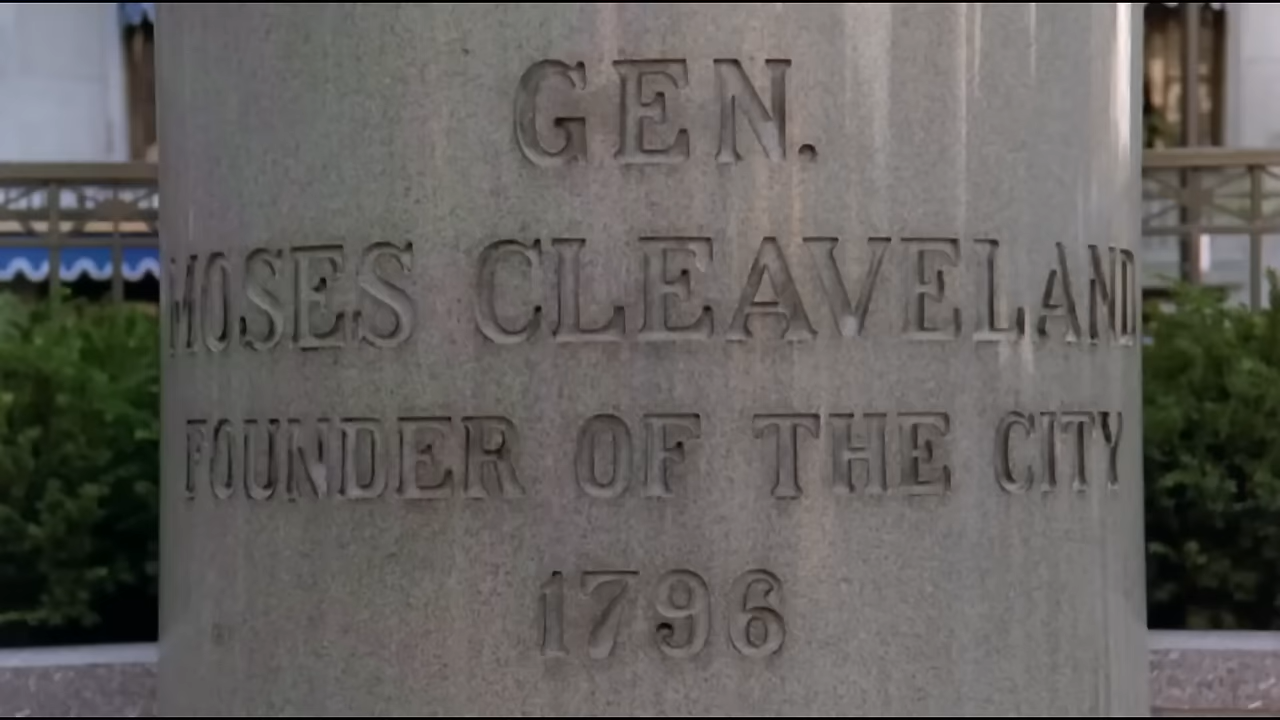 GEN.
MOSES CLEAVELAND
FOUNDER OF THE CITY
1796